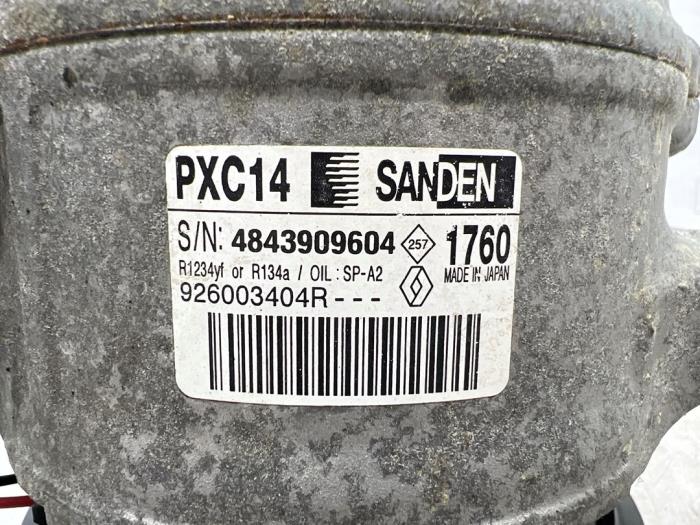 PXC14 SANDEN
S/N: 4843909604 257 1760
R1234yf or R134a / OIL : SP-A2 MADE IN JAPAN
926003404R - - -